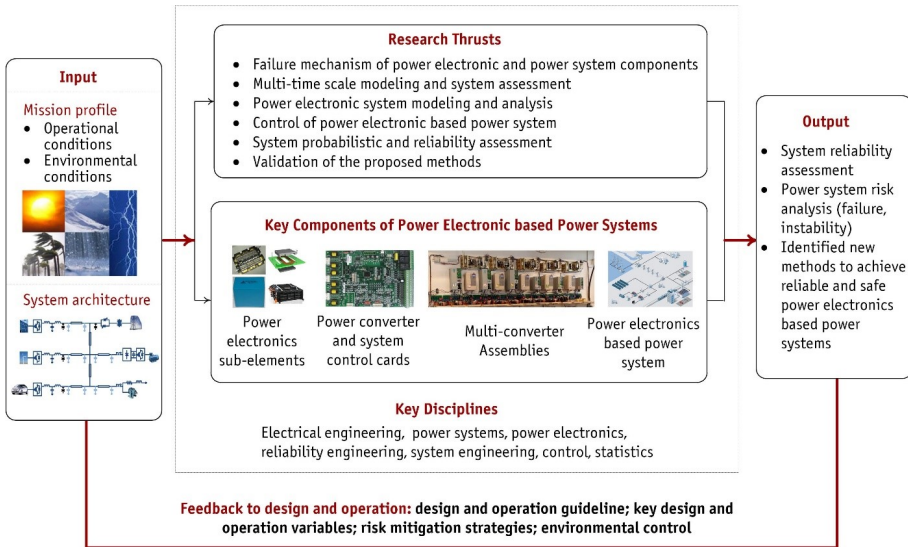 Input
Mission profile
• Operational
conditions
• Environmental
conditions
System architecture
Research Thrusts
• Failure mechanism of power electronic and power system components
• Multi-time scale modeling and system assessment
• Power electronic system modeling and analysis
• Control of power electronic based power system
• System probabilistic and reliability assessment
• Validation of the proposed methods
Key Components of Power Electronic based Power Systems
Power
electronics
sub-elements
Power converter
and system
control cards
Multi-converter
Assemblies
Power electronics
based power
system
Key Disciplines
Electrical engineering, power systems, power electronics,
reliability engineering, system engineering, control, statistics
Output
• System reliability
assessment
• Power system risk
analysis (failure,
instability)
• Identified new
methods to achieve
reliable and safe
power electronics
based power
systems
Feedback to design and operation: design and operation guideline; key design and
operation variables; risk mitigation strategies; environmental control